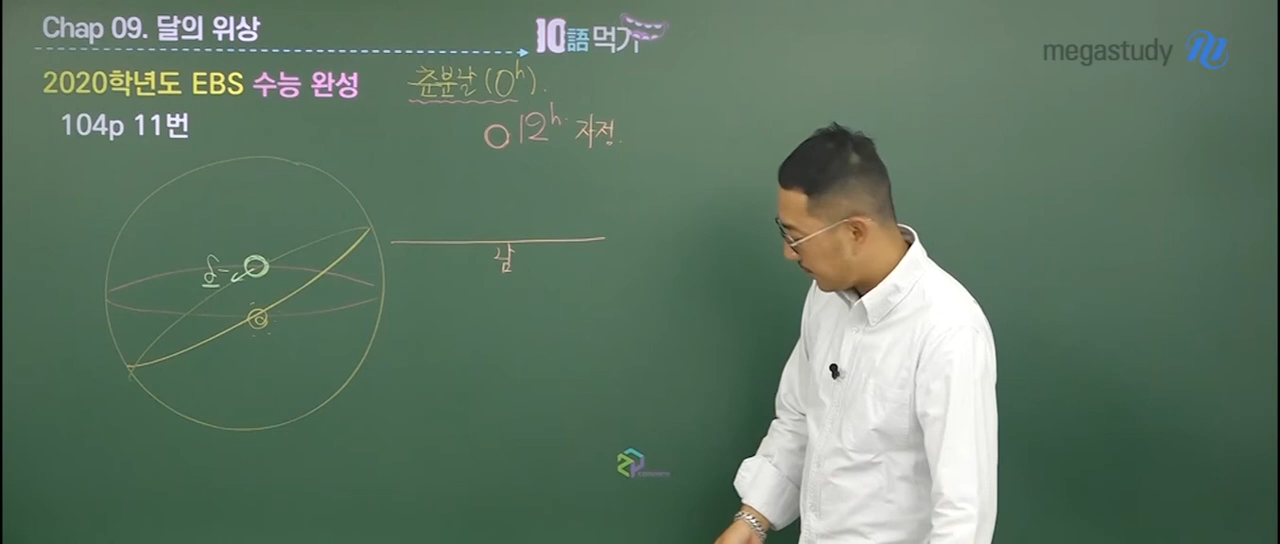 Chap 09. 달의 위상
10語먹기
megastudy
2020학년도 EBS 수능 완성
104p 11번
춘분날 (0ʰ).
12ʰ 자정.
남
δ-